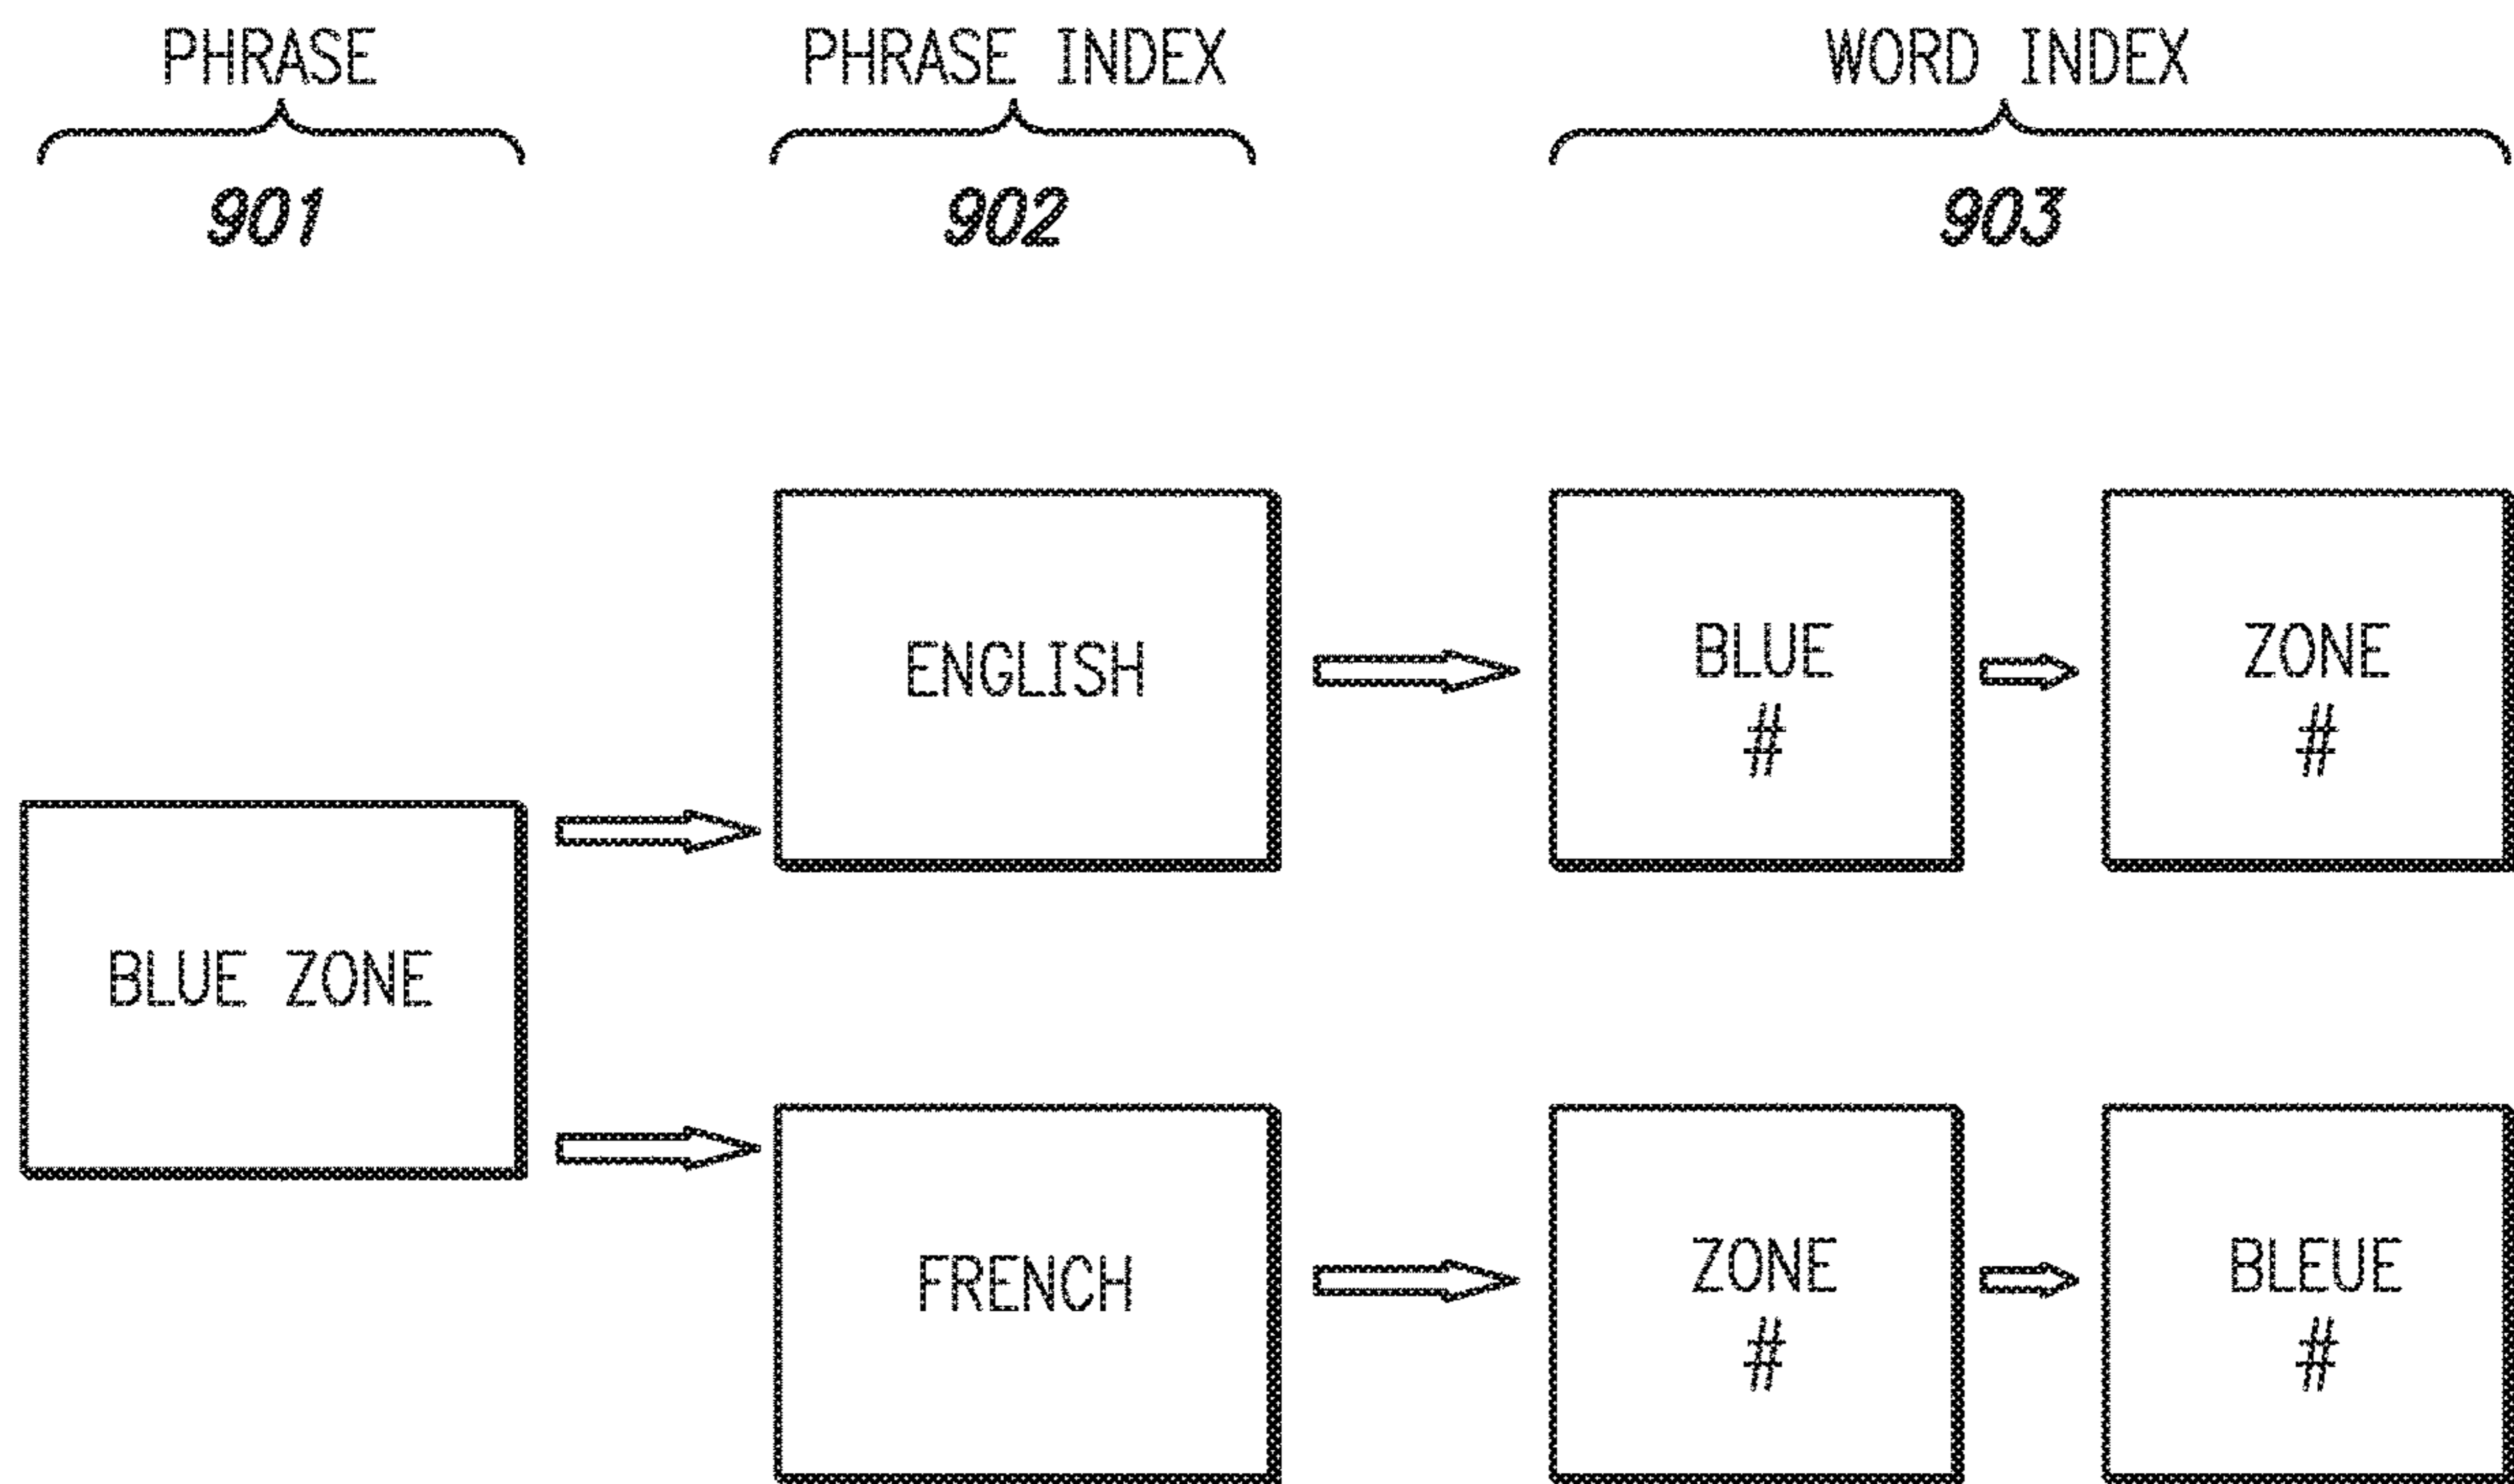 PHRASE
PHRASE INDEX
WORD INDEX
901
902
903
ENGLISH
BLUE
#
ZONE
#
BLUE ZONE
FRENCH
ZONE
#
BLEUE
#